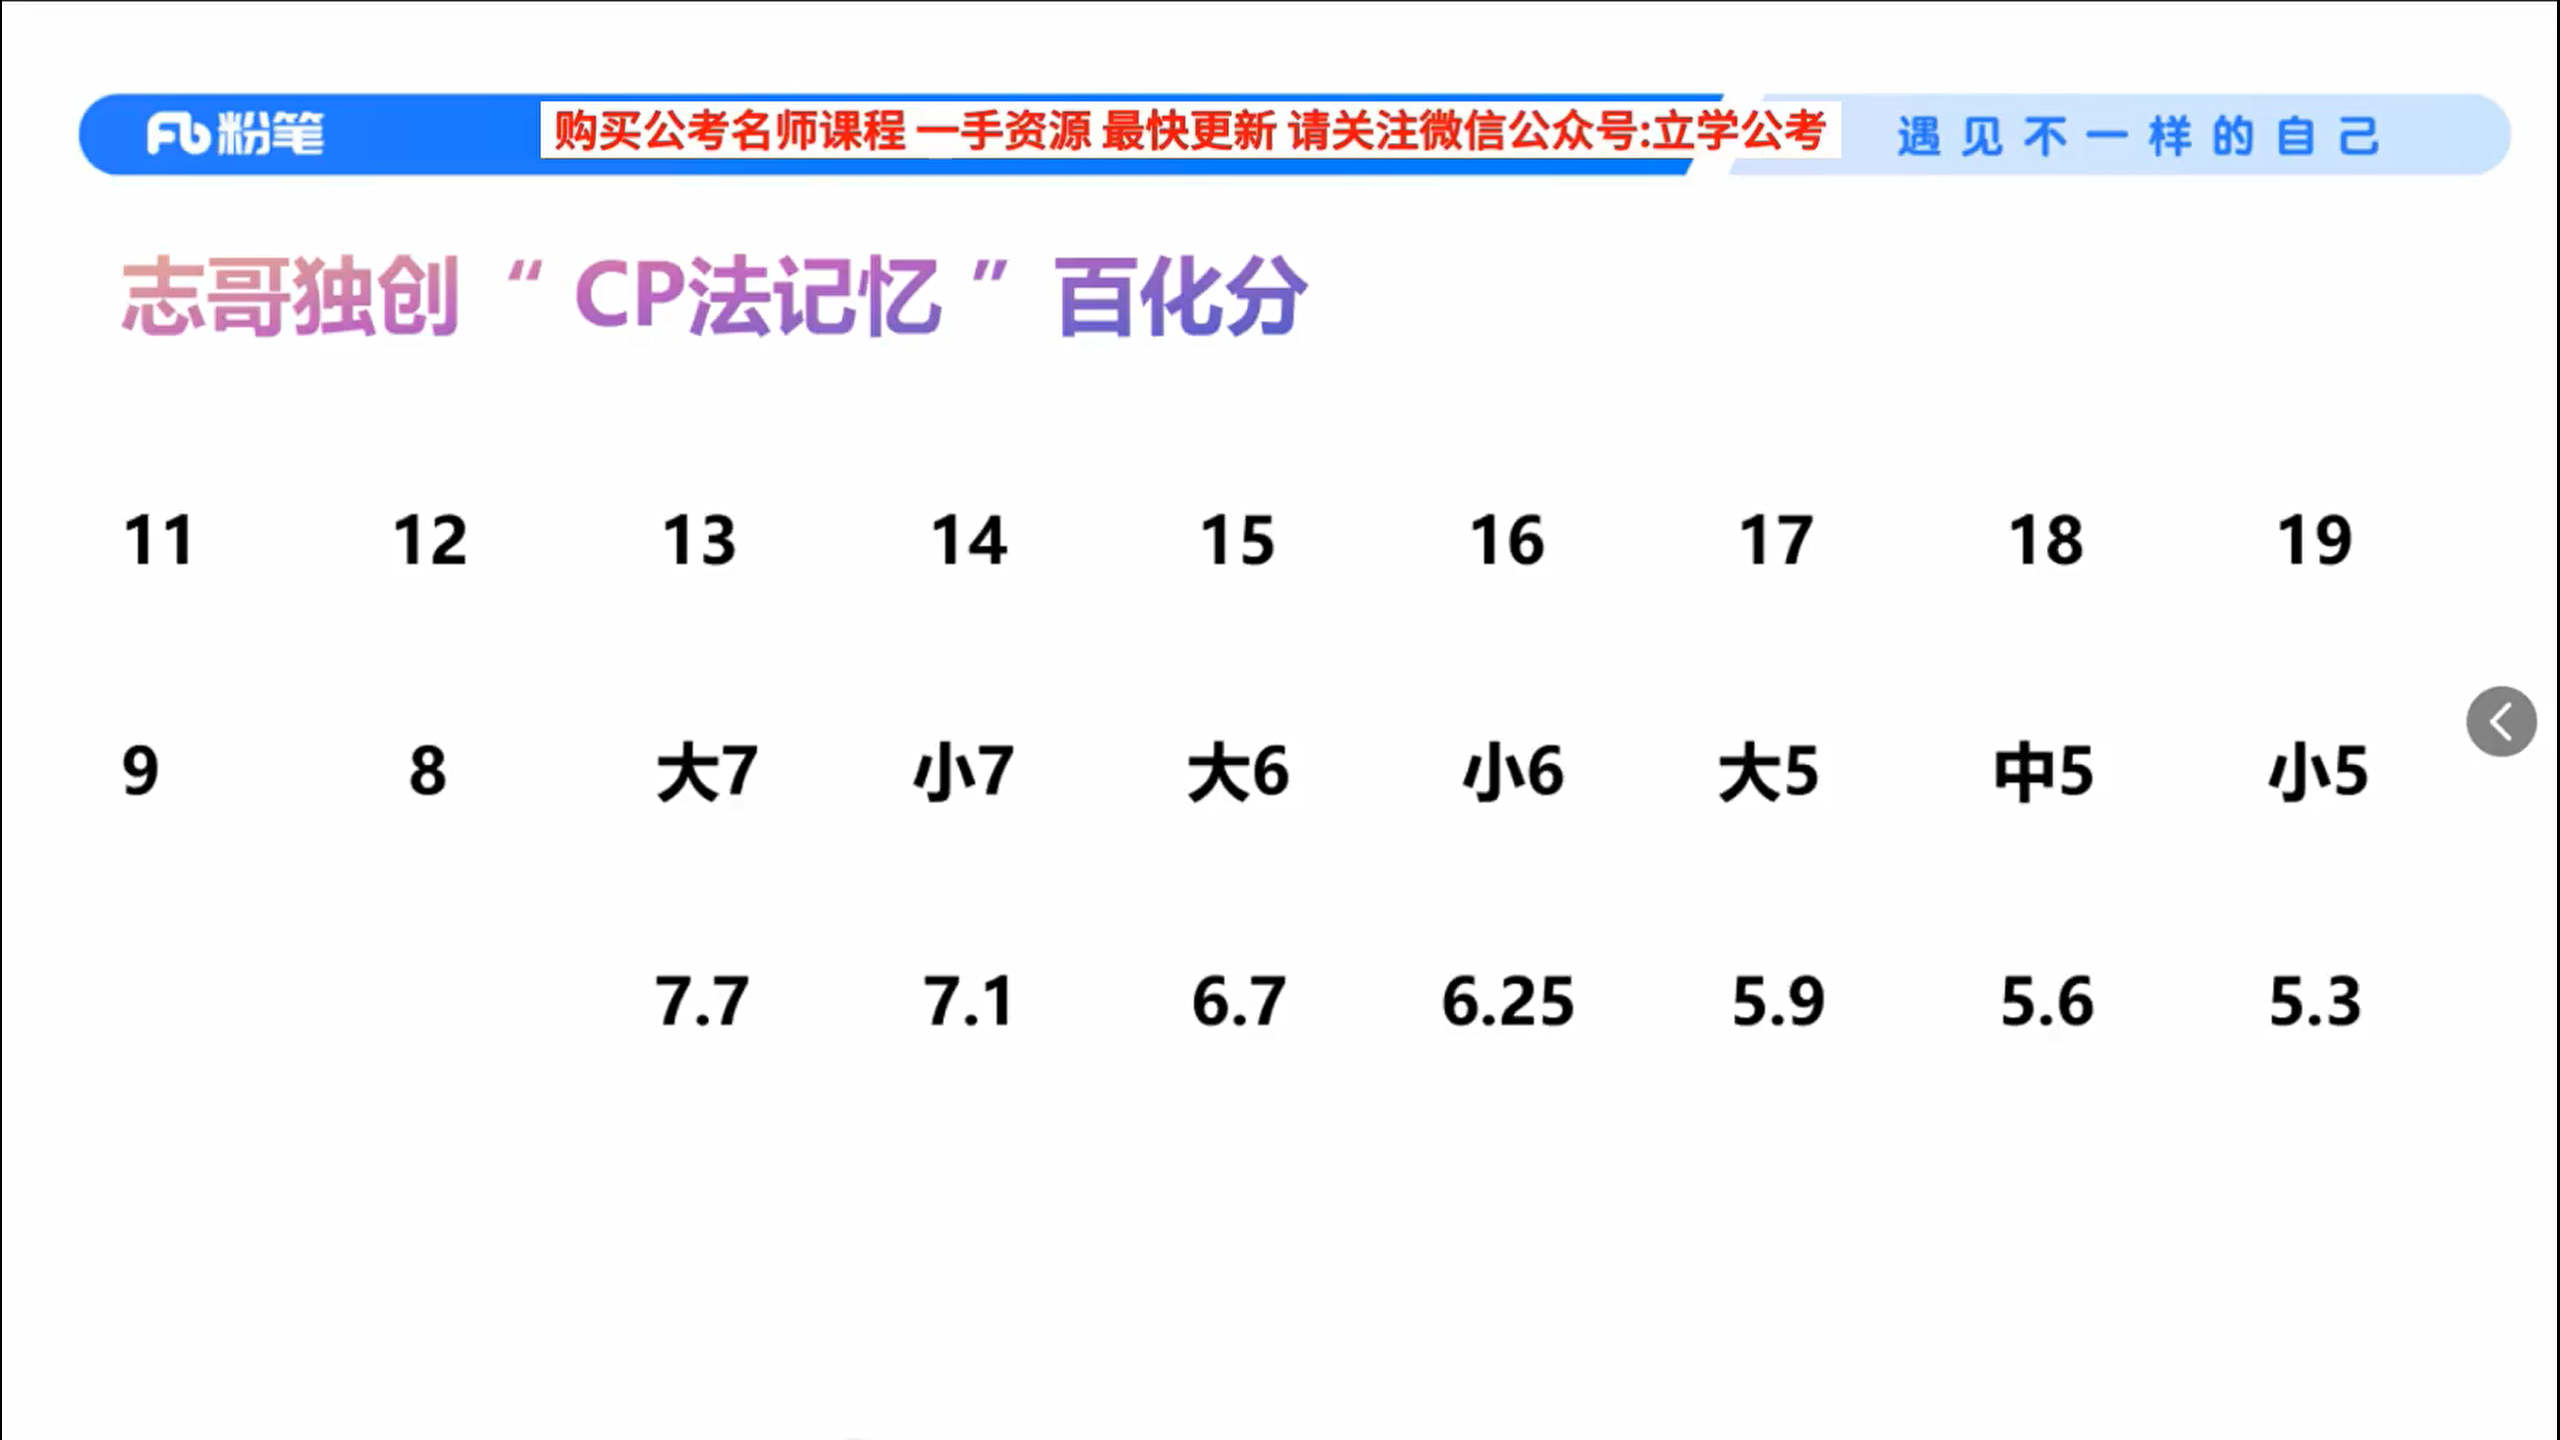 粉笔
购买公考名师课程 一手资源 最快更新 请关注微信公众号:立学公考
遇见不一样的自己
志哥独创“CP法记忆”百化分
11 12 13 14 15 16 17 18 19
9 8 大7 小7 大6 小6 大5 中5 小5
7.7 7.1 6.7 6.25 5.9 5.6 5.3